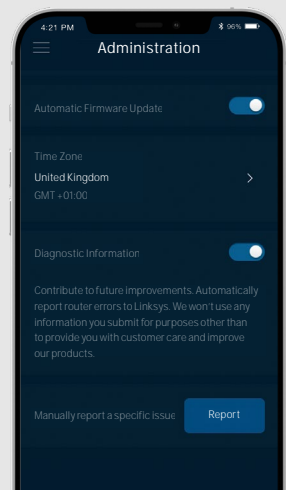 4:21 PM
96%
Administration
Automatic Firmware Update
Time Zone
United Kingdom
GMT +01:00
Diagnostic Information
Contribute to future improvements. Automatically
report router errors to Linksys. We won't use any
information you submit for purposes other than
to provide you with customer care and improve
our products.
Manually report a specific issue
Report